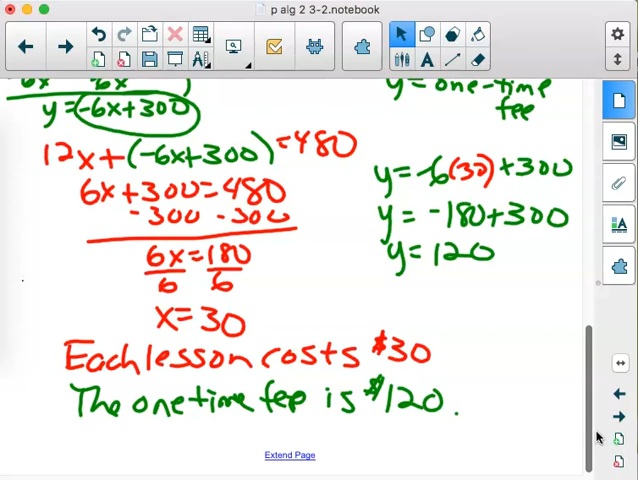 p alg 2 3-2.notebook
6x 6x
y=-6x+300
y= one-time
fee
12x+(-6x+300)=480
6x+300=480
-300 -300
6x=180
6 6
x=30
y=-6(30)+300
y=-180+300
y=120
Each lesson costs $30
The one time fee is $120.
Extend Page